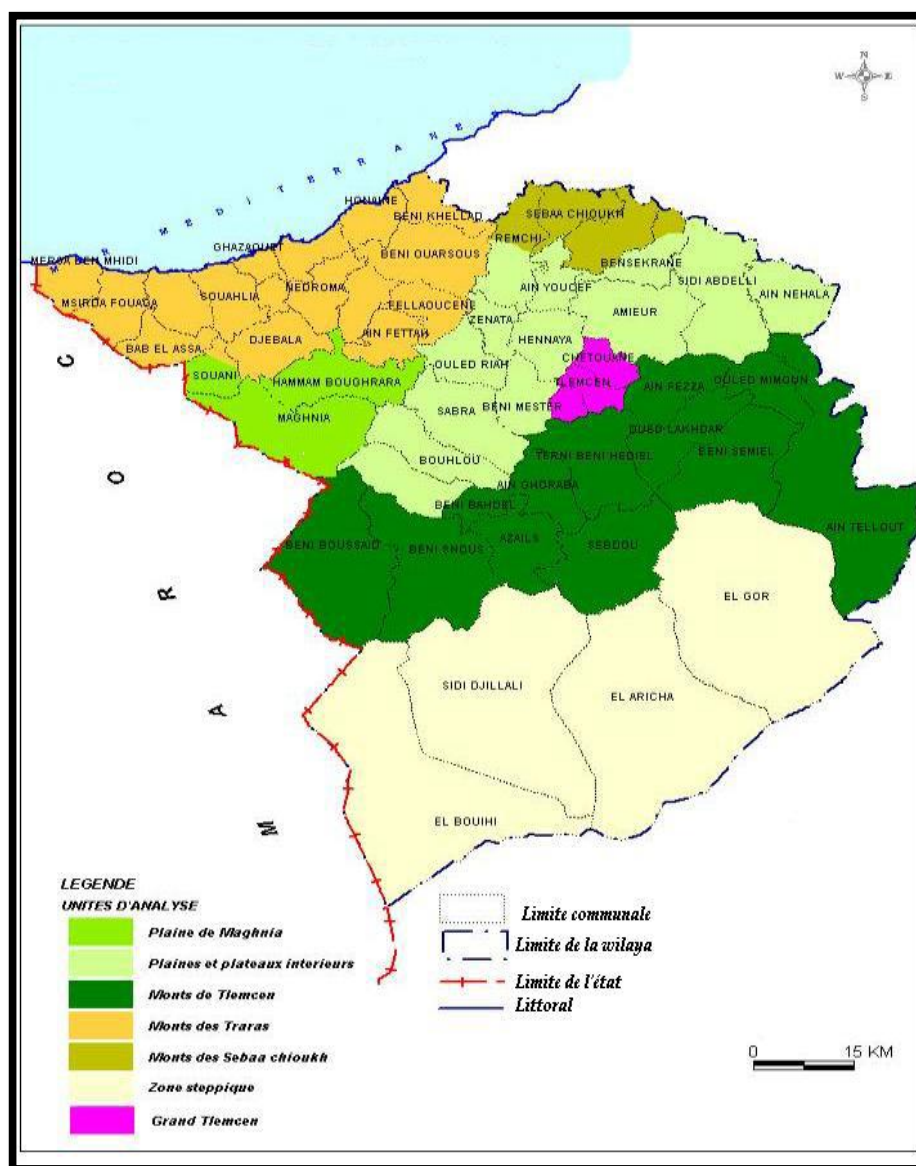 N
W E
S
MER MEDITERRANEE
HONAINE
BENI KHELLAD
SEBAA CHIOUKH
REMCHI
GHAZAOUET
BENI OUARSOUS
BENSEKRANE
MERSA BEN MHIDI
SIDI ABDELLI
MSIRDA FOUAGA
SOUAHLIA
NEDROMA
AIN YOUCEF
AIN NEHALA
FELLAOUCENE
AMIEUR
ZENATA
AIN FETTAH
DJEBALA
HENNAYA
BAB EL ASSA
CHETOUANE
OULED RIAH
SOUANI
HAMMAM BOUGHRARA
TLEMCEN
AIN FEZZA
OULED MIMOUN
MAGHNIA
SABRA
BENI MESTER
OUED LAKHDAR
BENI SEMIEL
TERNI BENI HEDIEL
BOUHLOU
AIN GHORABA
BENI BAHDEL
AIN TELLOUT
BENI BOUSSAID
BENI SNOUS
AZAILS
SEBDOU
EL GOR
SIDI DJILLALI
EL ARICHA
EL BOUIHI
M A R O C
LEGENDE
UNITES D'ANALYSE
Plaine de Maghnia
Plaines et plateaux interieurs
Monts de Tlemcen
Monts des Traras
Monts des Sebaa chioukh
Zone steppique
Grand Tlemcen
Limite communale
Limite de la wilaya
Limite de l'état
Littoral
0 15 KM